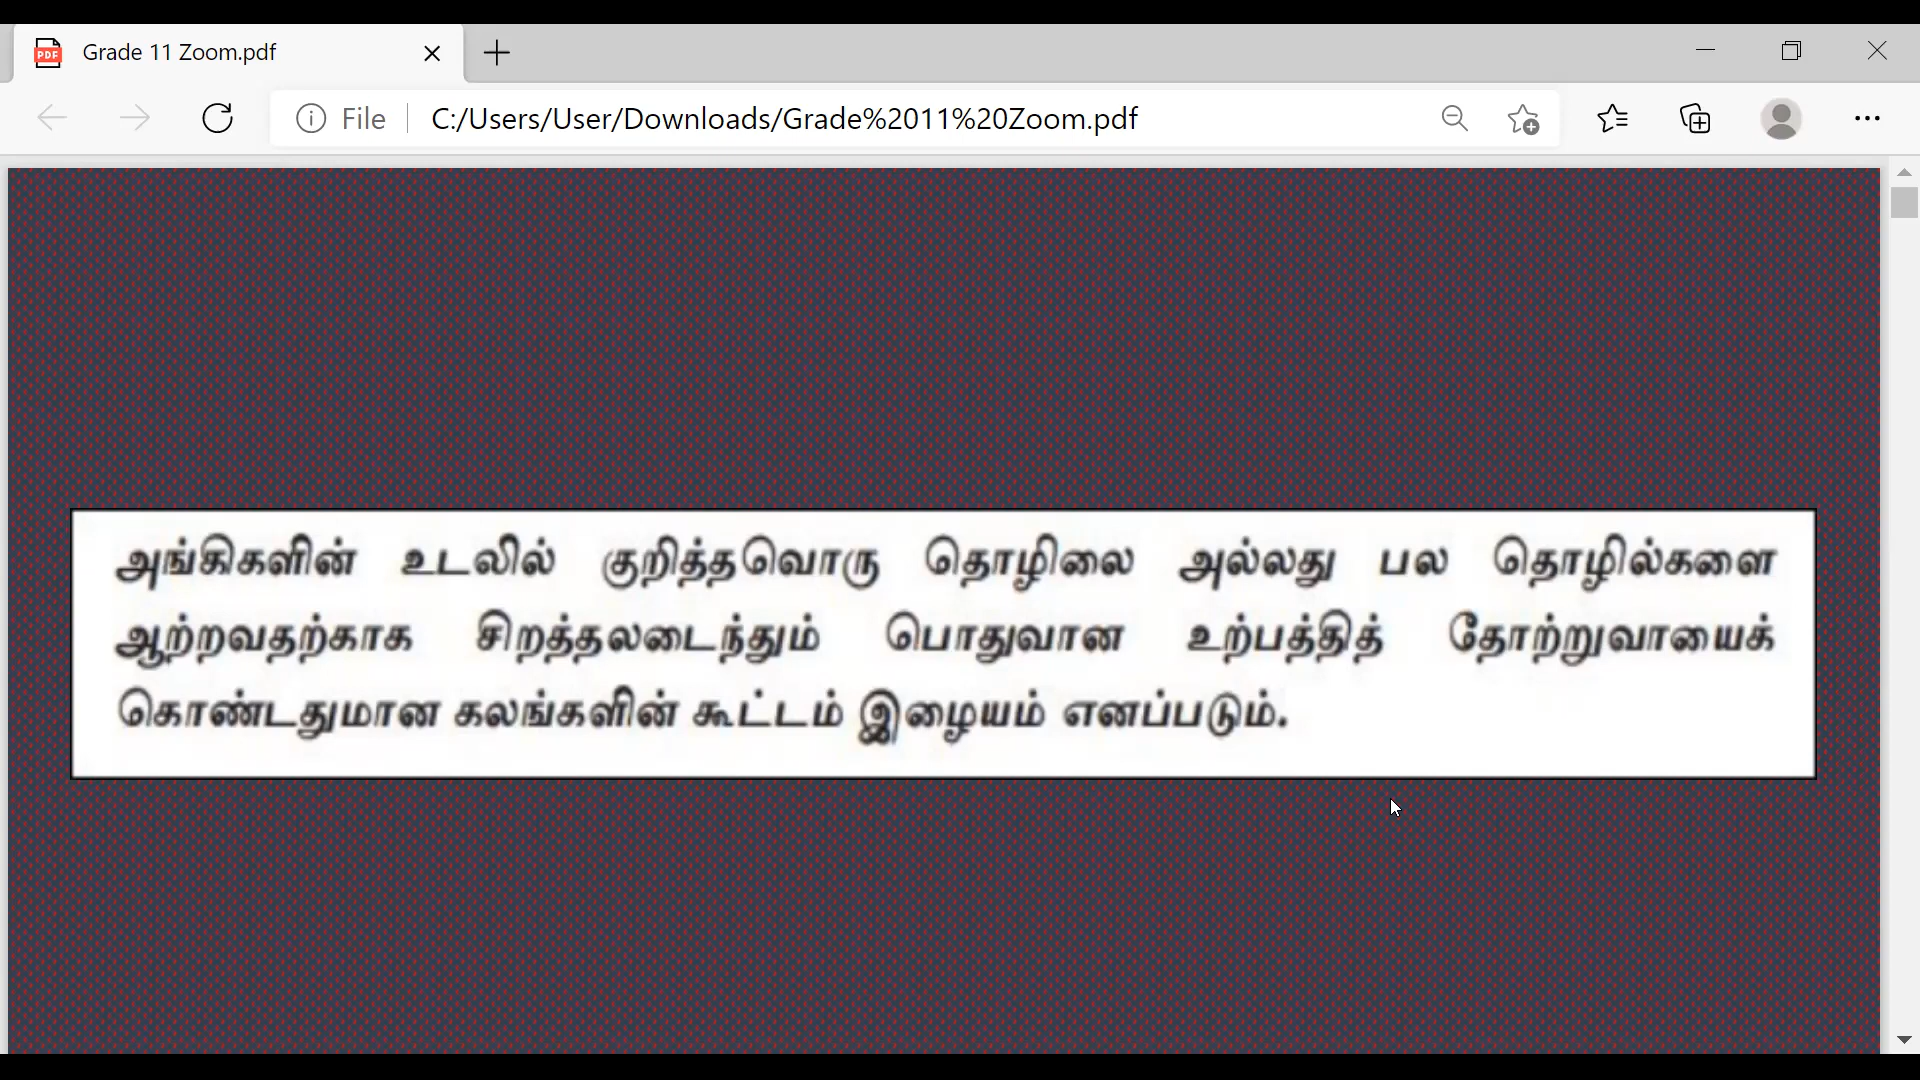 Grade 11 Zoom.pdf
File C:/Users/User/Downloads/Grade%2011%20Zoom.pdf
அங்கிகளின் உடலில் குறித்தவொரு தொழிலை அல்லது பல தொழில்களை
ஆற்றவதற்காக சிறத்தலடைந்தும் பொதுவான உற்பத்தித் தோற்றுவாயைக்
கொண்டதுமான கலங்களின் கூட்டம் இழையம் எனப்படும்.